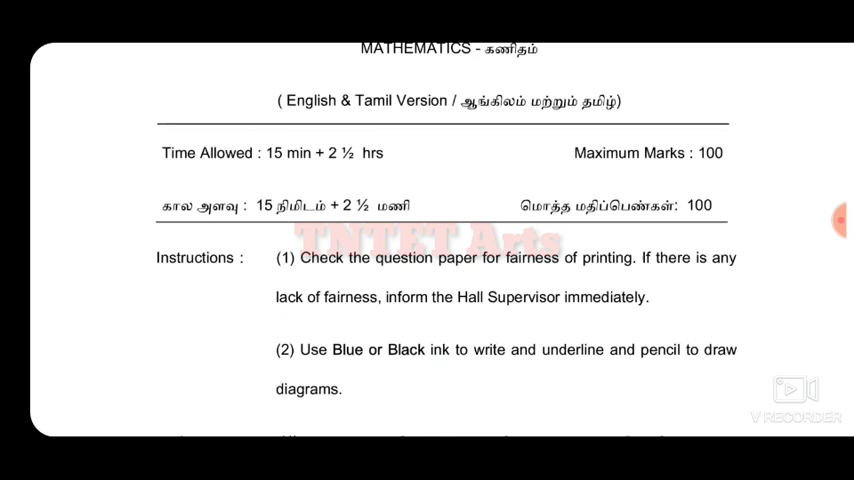 MATHEMATICS - கணிதம்
( English & Tamil Version / ஆங்கிலம் மற்றும் தமிழ்)
Time Allowed : 15 min + 2 ½ hrs Maximum Marks : 100
கால அளவு : 15 நிமிடம் + 2 ½ மணி மொத்த மதிப்பெண்கள்: 100
TNTET Arts
Instructions : (1) Check the question paper for fairness of printing. If there is any
lack of fairness, inform the Hall Supervisor immediately.
(2) Use Blue or Black ink to write and underline and pencil to draw
diagrams.
V RECORDER